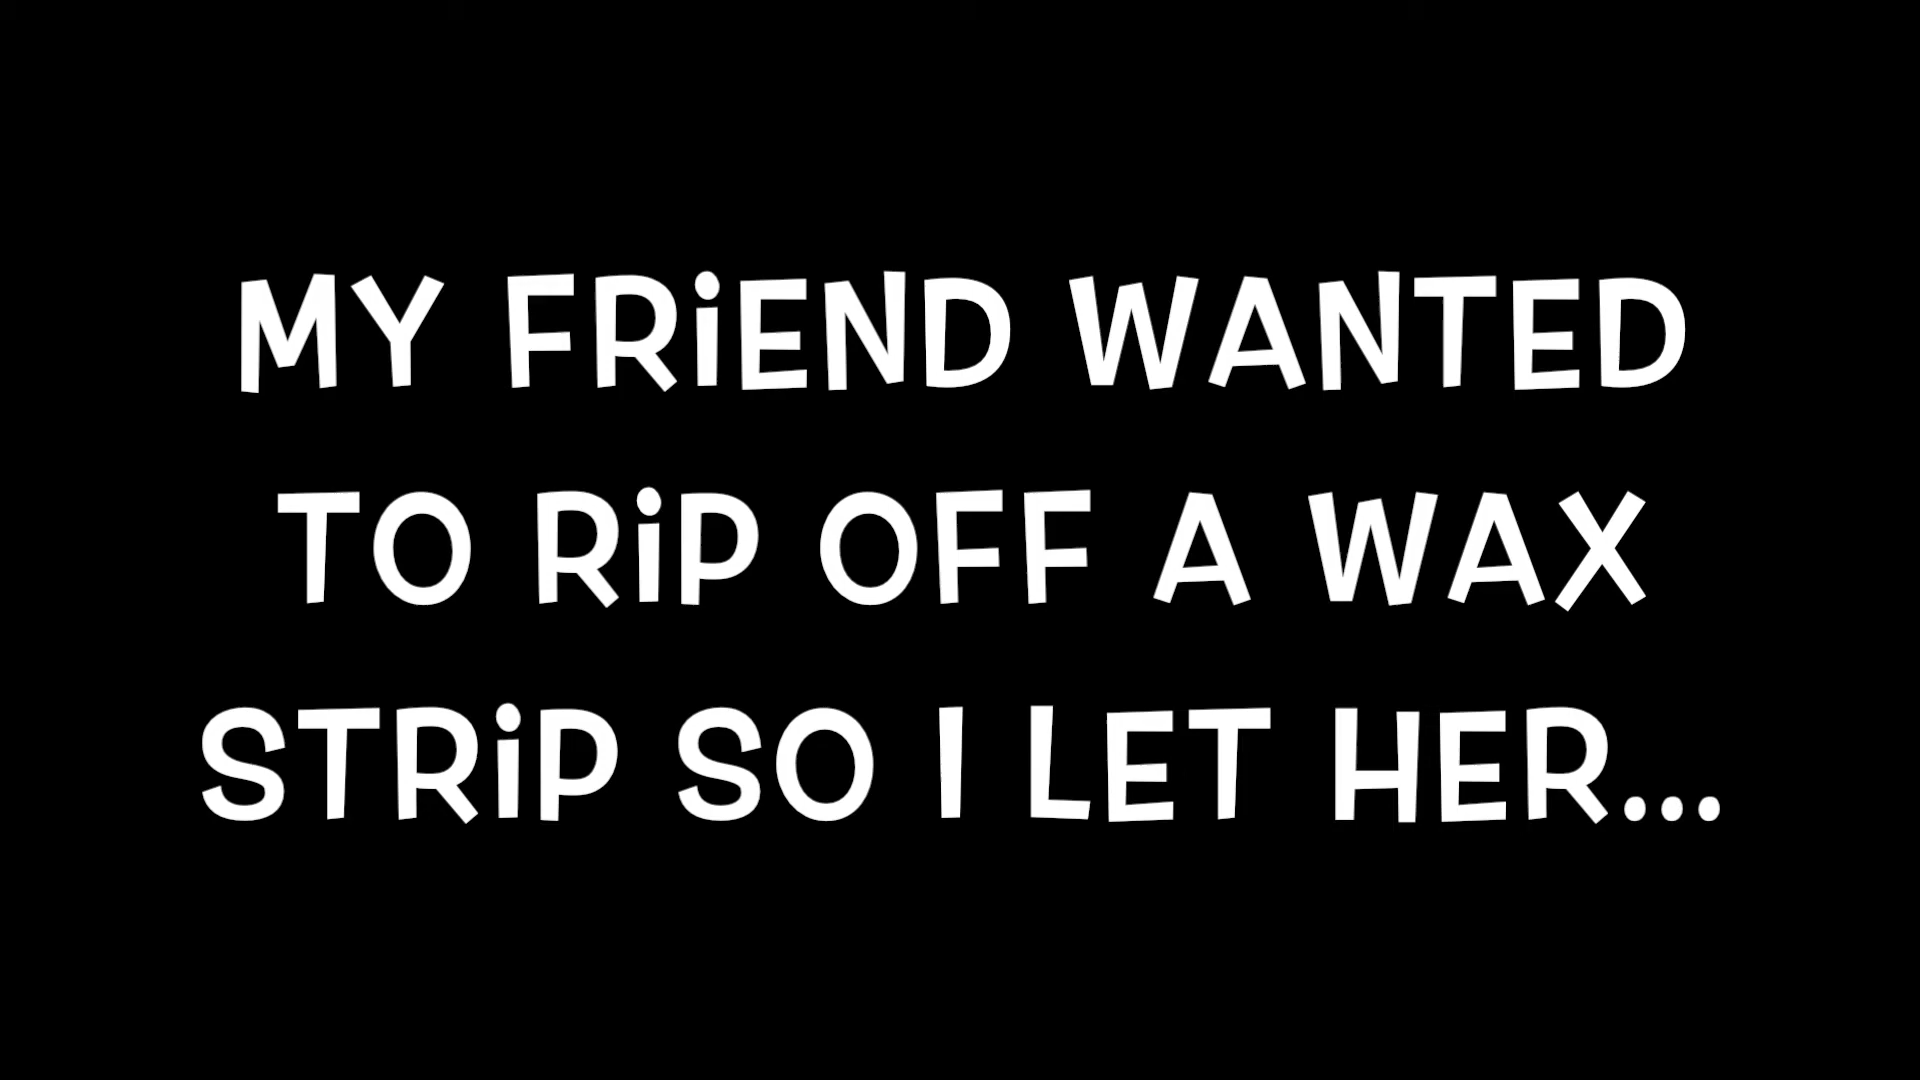 MY FRiEND WANTED
TO RiP OFF A WAX
STRiP SO I LET HER...